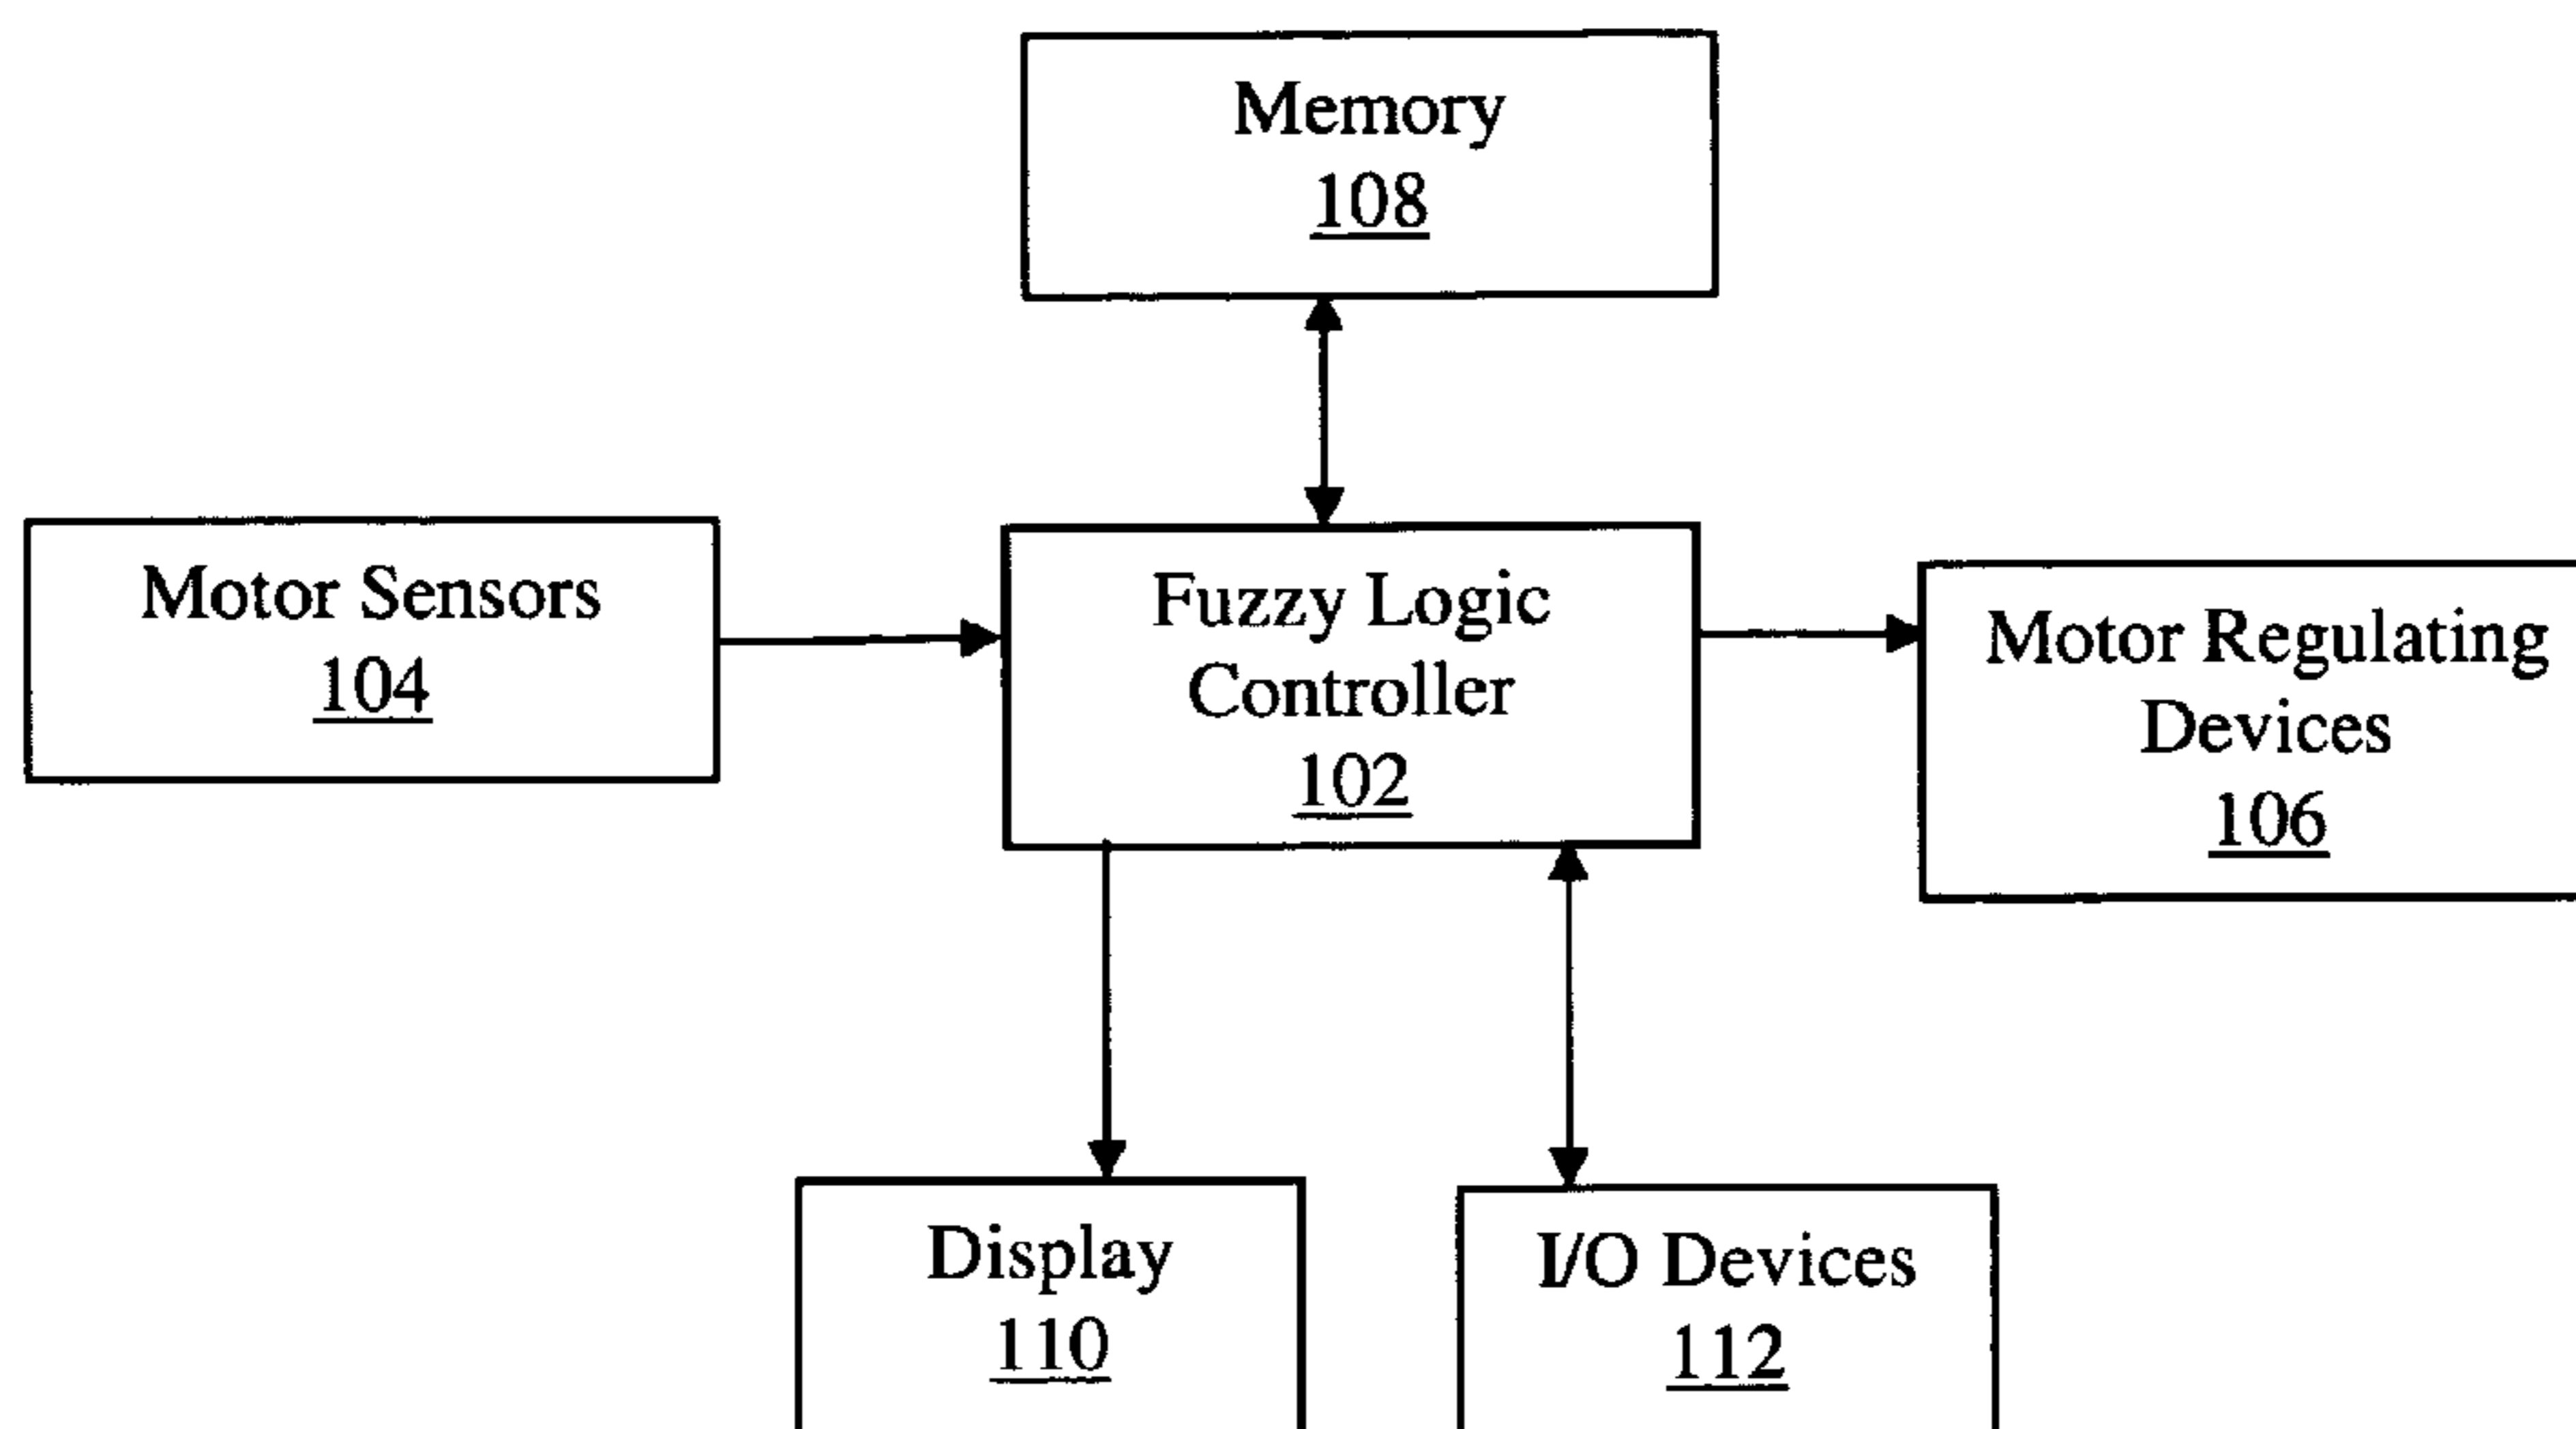 Memory
108
Motor Sensors
104
Fuzzy Logic
Controller
102
Motor Regulating
Devices
106
Display
110
I/O Devices
112